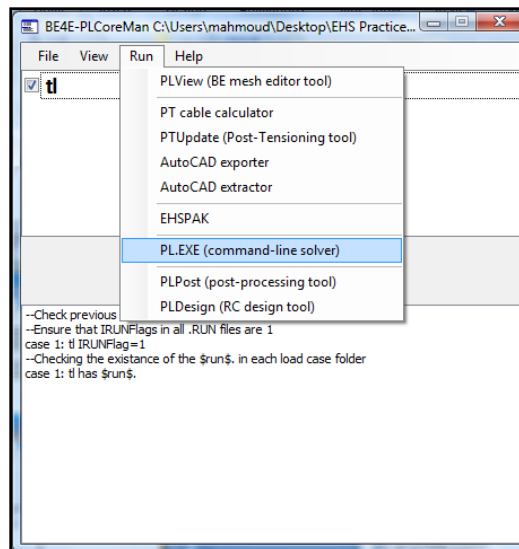 BE4E-PLCoreMan C:\Users\mahmoud\Desktop\EHS Practice...
File View Run Help
tl
PLView (BE mesh editor tool)
PT cable calculator
PTUpdate (Post-Tensioning tool)
AutoCAD exporter
AutoCAD extractor
EHSPAK
PL.EXE (command-line solver)
PLPost (post-processing tool)
PLDesign (RC design tool)
--Check previous
--Ensure that IRUNFlags in all .RUN files are 1
case 1: tl IRUNFlag=1
--Checking the existance of the $run$. in each load case folder
case 1: tl has $run$.